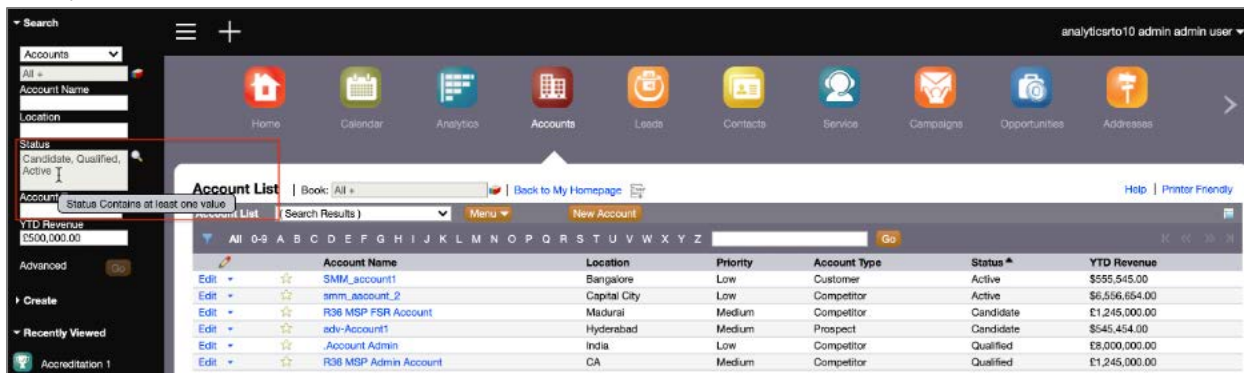 Search
analyticsrto10 admin admin user
Accounts
All +
Account Name
Location
Status
Candidate, Qualified,
Active
Status Contains at least one value
YTD Revenue
£500,000.00
Advanced Go
Create
Recently Viewed
Accreditation 1
Home Calendar Analytics Accounts Leads Contacts Service Campaigns Opportunities Addresses
Account List | Book: All + | Back to My Homepage Help | Printer Friendly
Account List (Search Results) Menu New Account
All 0-9 A B C D E F G H I J K L M N O P Q R S T U V W X Y Z Go
Account Name Location Priority Account Type Status YTD Revenue
Edit SMM_account1 Bangalore Low Customer Active $555,545.00
Edit smm_account_2 Capital City Low Competitor Active $6,556,654.00
Edit R36 MSP FSR Account Madurai Medium Competitor Candidate £1,245,000.00
Edit adv-Account1 Hyderabad Medium Prospect Candidate $545,454.00
Edit .Account Admin India Low Competitor Qualified £8,000,000.00
Edit R36 MSP Admin Account CA Medium Competitor Qualified £1,245,000.00